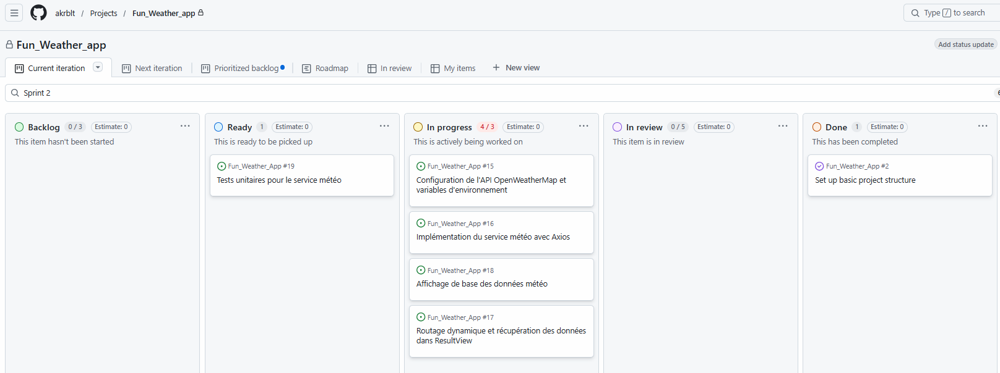 akrblt / Projects / Fun_Weather_app
Type / to search
Fun_Weather_app
Add status update
Current iteration
Next iteration
Prioritized backlog
Roadmap
In review
My items
New view
Sprint 2
Backlog 0 / 3 Estimate: 0
This item hasn't been started
Ready 1 Estimate: 0
This is ready to be picked up
Fun_Weather_App #19
Tests unitaires pour le service météo
In progress 4 / 3 Estimate: 0
This is actively being worked on
Fun_Weather_App #15
Configuration de l'API OpenWeatherMap et
variables d'environnement
Fun_Weather_App #16
Implémentation du service météo avec Axios
Fun_Weather_App #18
Affichage de base des données météo
Fun_Weather_App #17
Routage dynamique et récupération des données
dans ResultView
In review 0 / 5 Estimate: 0
This item is in review
Done 1 Estimate: 0
This has been completed
Fun_Weather_App #2
Set up basic project structure